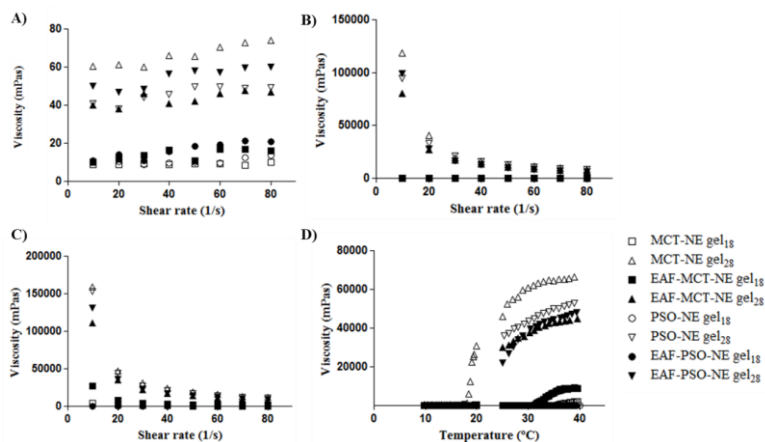 A)
80
60
40
20
0
Viscosity (mPas)
0 20 40 60 80
Shear rate (1/s)
B)
150000
100000
50000
0
Viscosity (mPas)
0 20 40 60 80
Shear rate (1/s)
C)
200000
150000
100000
50000
0
Viscosity (mPas)
0 20 40 60 80
Shear rate (1/s)
D)
80000
60000
40000
20000
Viscosity (mPas)
0 10 20 30 40
Temperature (°C)
MCT-NE gel18
MCT-NE gel28
EAF-MCT-NE gel18
EAF-MCT-NE gel28
PSO-NE gel18
PSO-NE gel28
EAF-PSO-NE gel18
EAF-PSO-NE gel28